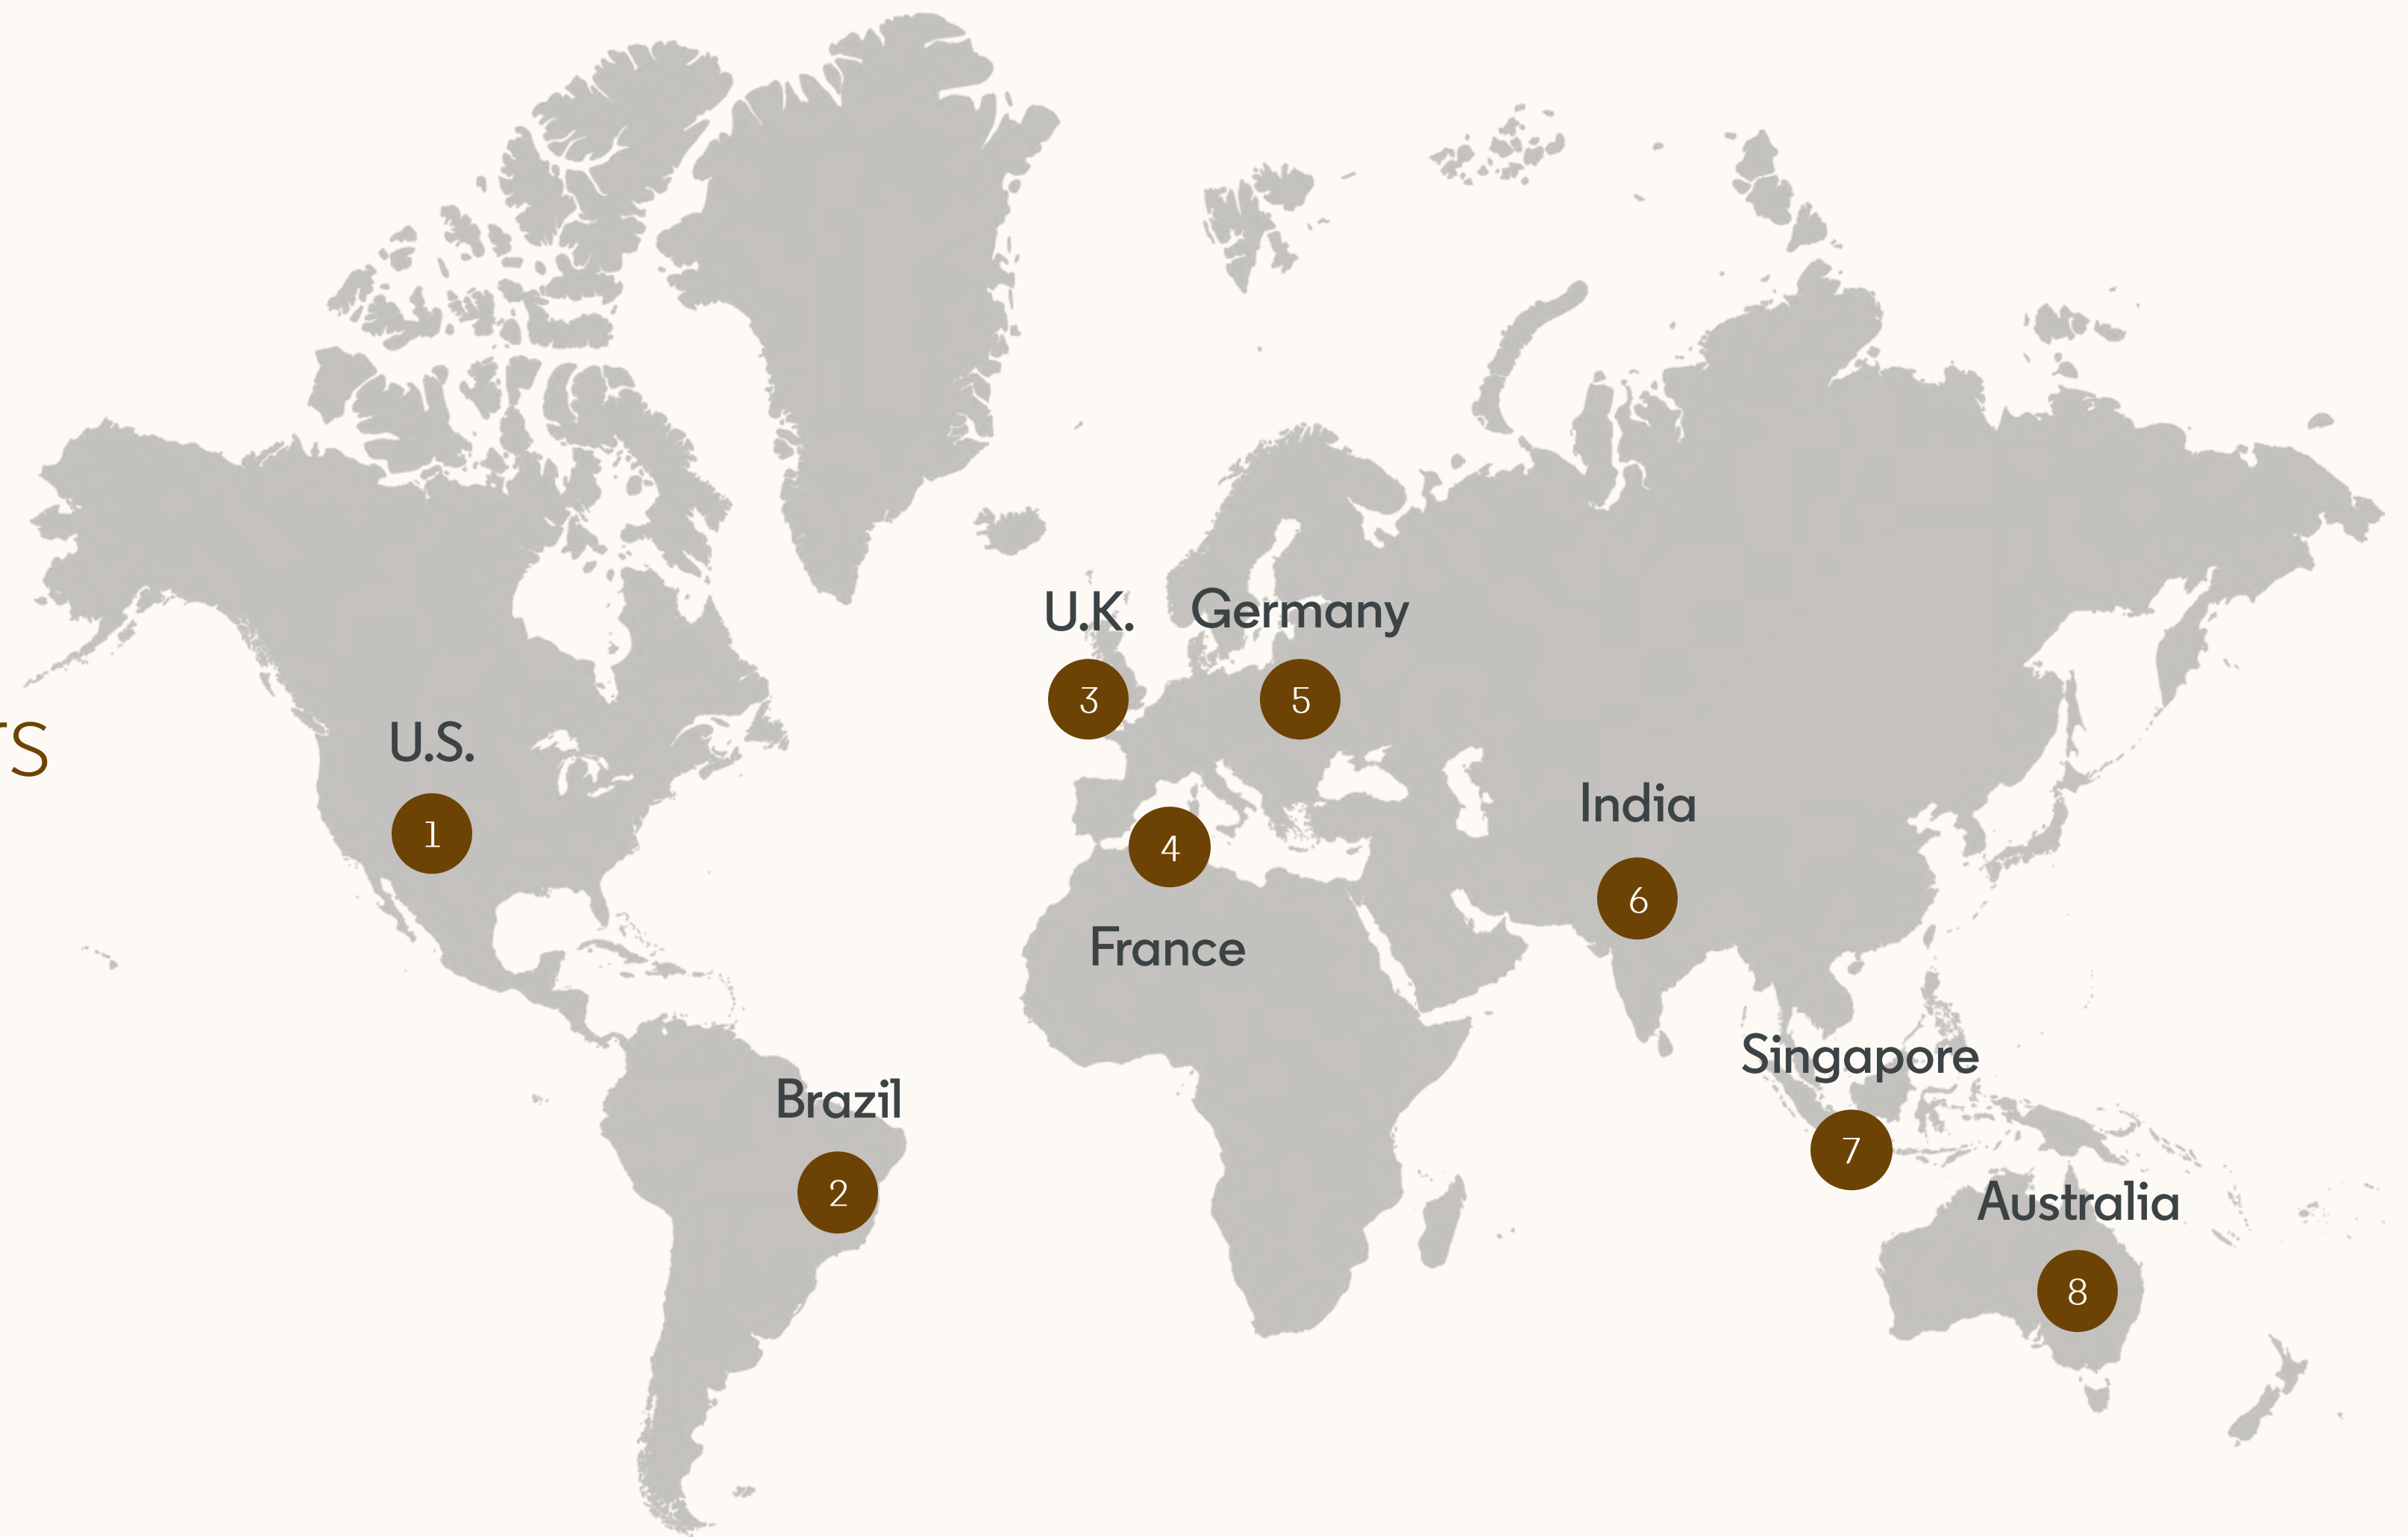 U.S.
1
Brazil
2
U.K.
3
France
4
Germany
5
India
6
Singapore
7
Australia
8